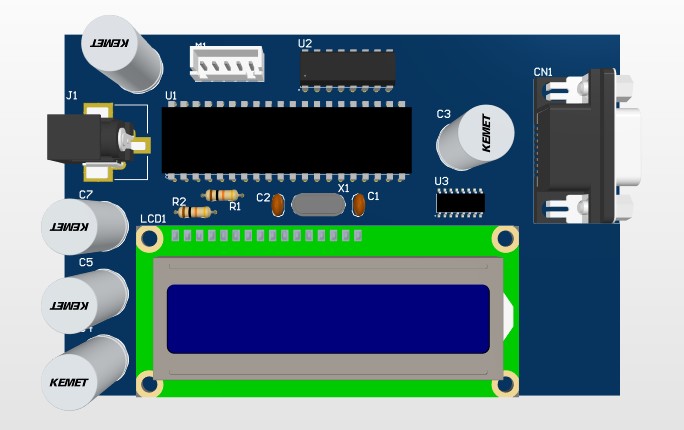 KEMET
M1
U2
CN1
J1
U1
C3
KEMET
U3
C7
R2
R1
C2
X1
C1
LCD1
KEMET
C5
KEMET
KEMET